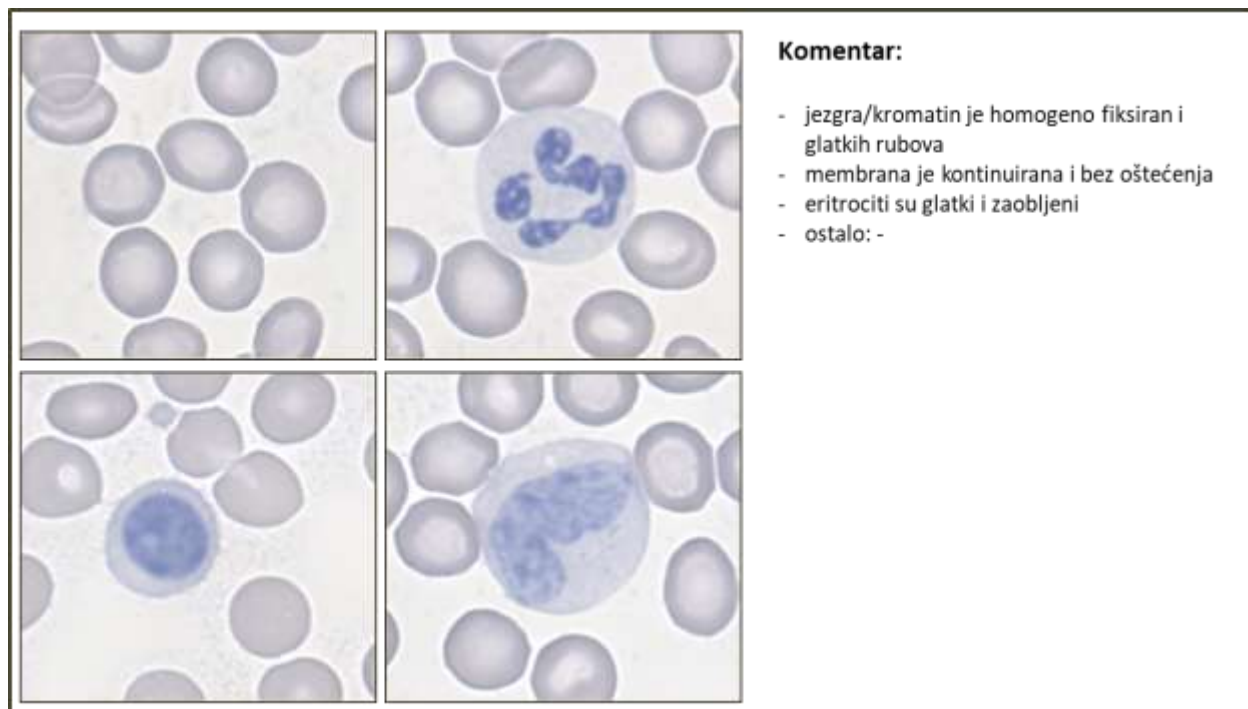 Komentar:
- jezgra/kromatin je homogeno fiksiran i
glatkih rubova
- membrana je kontinuirana i bez oštećenja
- eritrociti su glatki i zaobljeni
- ostalo: -